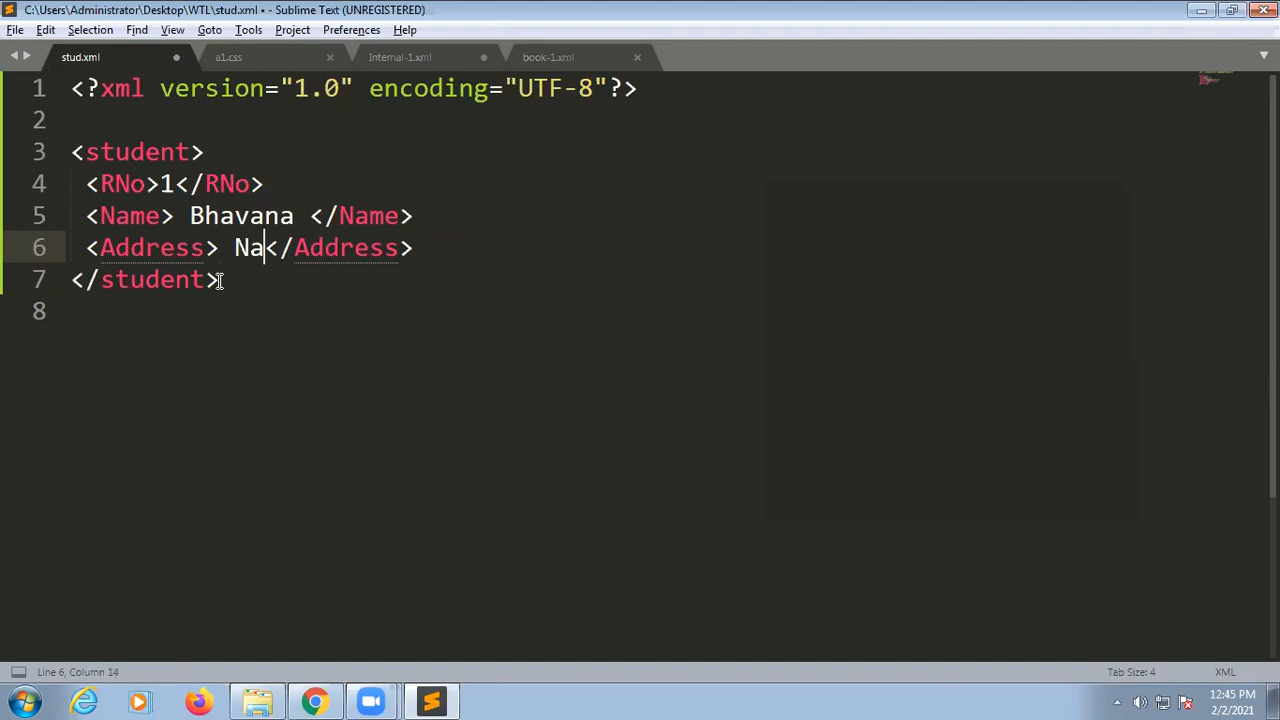 C:\Users\Administrator\Desktop\WTL\stud.xml • - Sublime Text (UNREGISTERED)
File Edit Selection Find View Goto Tools Project Preferences Help
stud.xml a1.css Internal-1.xml book-1.xml
1 <?xml version="1.0" encoding="UTF-8"?>
2
3 <student>
4 <RNo>1</RNo>
5 <Name> Bhavana </Name>
6 <Address> Na</Address>
7 </student>
8
Line 6, Column 14 Tab Size: 4 XML
12:45 PM
2/2/2021